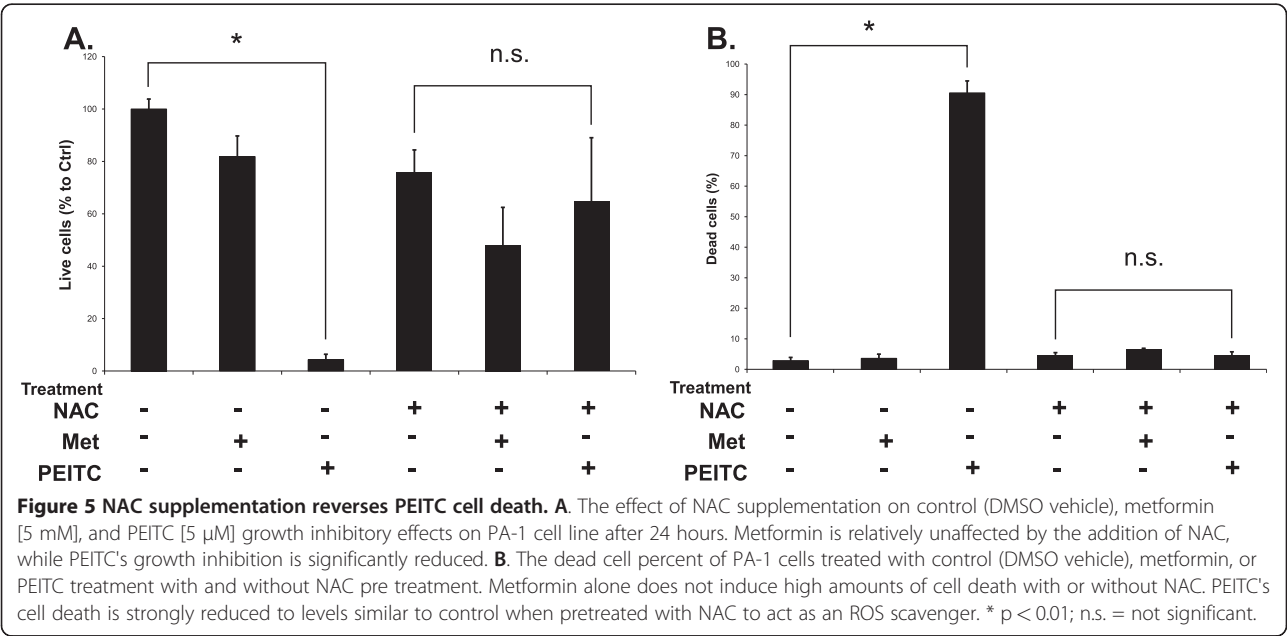 A.
*
n.s.
120
100
80
60
40
20
0
Live cells (% to Ctrl)
Treatment
NAC - - - + + +
Met - + - - + -
PEITC - - + - - +
B.
*
n.s.
100
90
80
70
60
50
40
30
20
10
0
Dead cells (%)
Treatment
NAC - - - + + +
Met - + - - + -
PEITC - - + - - +
Figure 5 NAC supplementation reverses PEITC cell death. A. The effect of NAC supplementation on control (DMSO vehicle), metformin
[5 mM], and PEITC [5 μM] growth inhibitory effects on PA-1 cell line after 24 hours. Metformin is relatively unaffected by the addition of NAC,
while PEITC's growth inhibition is significantly reduced. B. The dead cell percent of PA-1 cells treated with control (DMSO vehicle), metformin, or
PEITC treatment with and without NAC pre treatment. Metformin alone does not induce high amounts of cell death with or without NAC. PEITC's
cell death is strongly reduced to levels similar to control when pretreated with NAC to act as an ROS scavenger. * p < 0.01; n.s. = not significant.